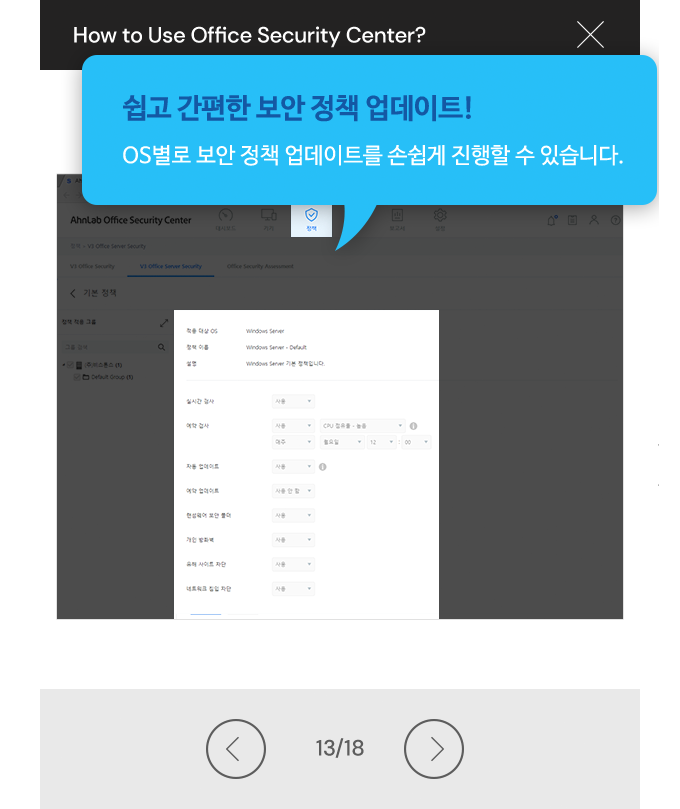 How to Use Office Security Center?
쉽고 간편한 보안 정책 업데이트!
OS별로 보안 정책 업데이트를 손쉽게 진행할 수 있습니다.
AhnLab Office Security Center
대시보드
정책
보고서
설정
정책 > V3 Office Server Security
V3 Office Security
V3 Office Server Security
Office Security Assessment
기본 정책
정책 적용 그룹
그룹 검색
Default Group (1)
적용 대상 OS Windows Server
정책 이름 Windows Server - Default
설명 Windows Server 기본 정책입니다.
실시간 검사 사용
예약 검사 사용 CPU 점유율 - 높음
매주 월요일 12 : 00
자동 업데이트 사용
예약 업데이트 사용 안 함
랜섬웨어 보안 폴더 사용
개인 방화벽 사용
유해 사이트 차단 사용
네트워크 침입 차단 사용
13/18